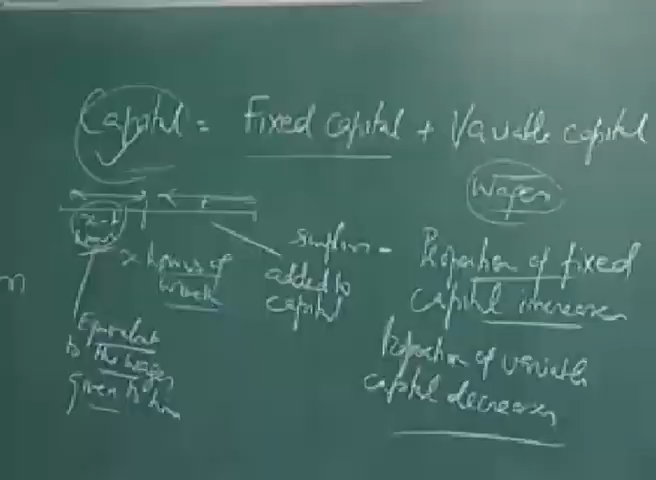 Capital = Fixed capital + Variable capital
Wages
x-t
hours
t
x hours of
work
surplus -
added to
capital
Proportion of fixed
capital increases
Proportion of variable
capital decreases
n
Equivalent
to the wages
given to him